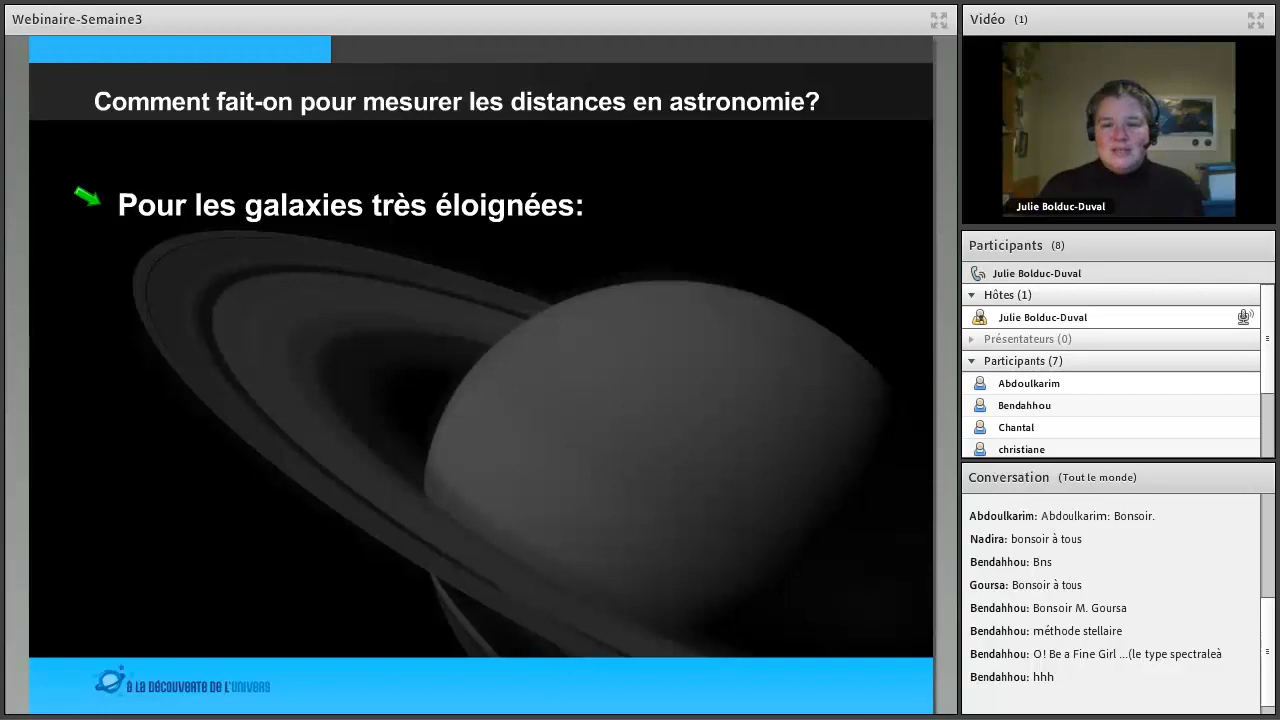 Webinaire-Semaine3
Comment fait-on pour mesurer les distances en astronomie?
Pour les galaxies très éloignées:
À LA DÉCOUVERTE DE L'UNIVERS
Vidéo (1)
Julie Bolduc-Duval
Participants (8)
Julie Bolduc-Duval
Hôtes (1)
Julie Bolduc-Duval
Présentateurs (0)
Participants (7)
Abdoulkarim
Bendahhou
Chantal
christiane
Conversation (Tout le monde)
Abdoulkarim: Abdoulkarim: Bonsoir.
Nadira: bonsoir à tous
Bendahhou: Bns
Goursa: Bonsoir à tous
Bendahhou: Bonsoir M. Goursa
Bendahhou: méthode stellaire
Bendahhou: O! Be a Fine Girl ...(le type spectraleà
Bendahhou: hhh